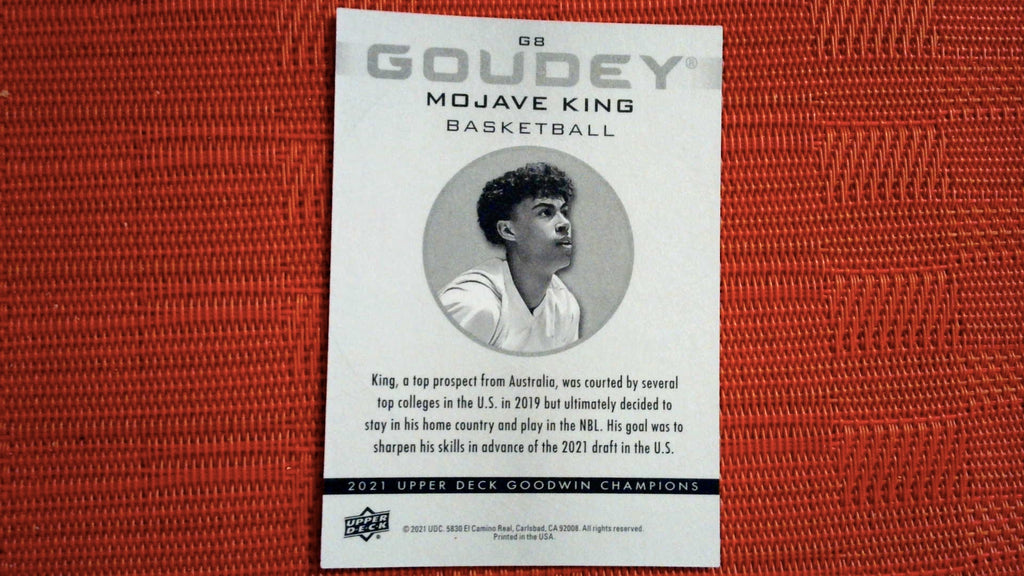 G8
GOUDEY®
MOJAVE KING
BASKETBALL
King, a top prospect from Australia, was courted by several
top colleges in the U.S. in 2019 but ultimately decided to
stay in his home country and play in the NBL. His goal was to
sharpen his skills in advance of the 2021 draft in the U.S.
2021 UPPER DECK GOODWIN CHAMPIONS
UPPER
DECK®
© 2021 UDC. 5830 El Camino Real, Carlsbad, CA 92008. All rights reserved.
Printed in the USA.